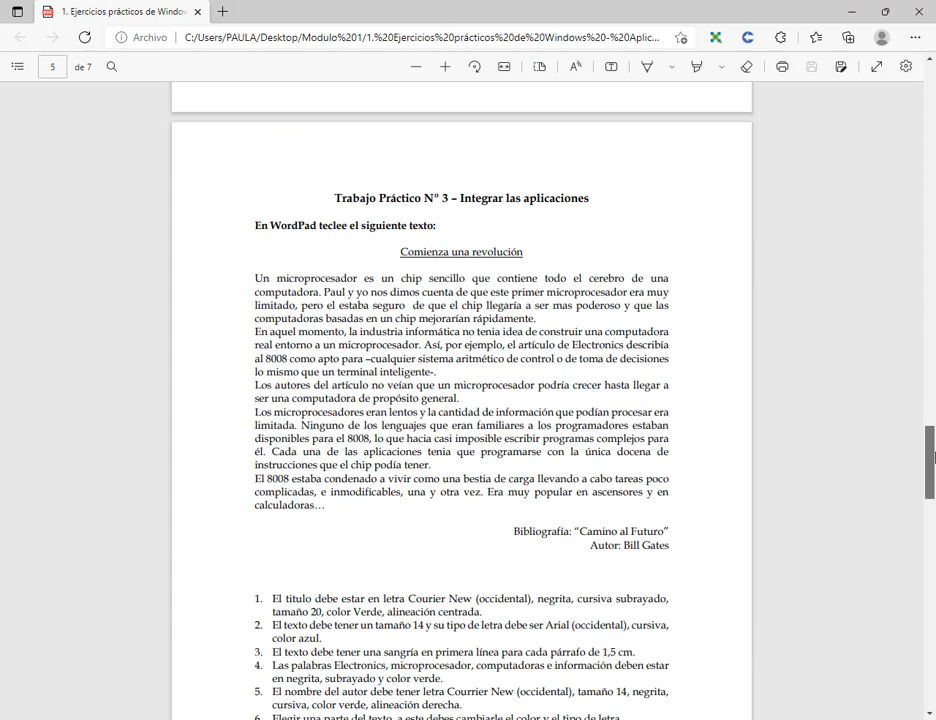 1. Ejercicios prácticos de Window
Archivo
C:/Users/PAULA/Desktop/Modulo%201/1.%20Ejercicios%20prácticos%20de%20Windows%20-%20Aplic...
5 de 7
Trabajo Práctico Nº 3 – Integrar las aplicaciones
En WordPad teclee el siguiente texto:
Comienza una revolución
Un microprocesador es un chip sencillo que contiene todo el cerebro de una
computadora. Paul y yo nos dimos cuenta de que este primer microprocesador era muy
limitado, pero el estaba seguro de que el chip llegaría a ser mas poderoso y que las
computadoras basadas en un chip mejorarían rápidamente.
En aquel momento, la industria informática no tenia idea de construir una computadora
real entorno a un microprocesador. Así, por ejemplo, el artículo de Electronics describía
al 8008 como apto para –cualquier sistema aritmético de control o de toma de decisiones
lo mismo que un terminal inteligente-.
Los autores del artículo no veían que un microprocesador podría crecer hasta llegar a
ser una computadora de propósito general.
Los microprocesadores eran lentos y la cantidad de información que podían procesar era
limitada. Ninguno de los lenguajes que eran familiares a los programadores estaban
disponibles para el 8008, lo que hacia casi imposible escribir programas complejos para
él. Cada una de las aplicaciones tenia que programarse con la única docena de
instrucciones que el chip podía tener.
El 8008 estaba condenado a vivir como una bestia de carga llevando a cabo tareas poco
complicadas, e inmodificables, una y otra vez. Era muy popular en ascensores y en
calculadoras…
Bibliografía: “Camino al Futuro”
Autor: Bill Gates
1. El titulo debe estar en letra Courier New (occidental), negrita, cursiva subrayado,
tamaño 20, color Verde, alineación centrada.
2. El texto debe tener un tamaño 14 y su tipo de letra debe ser Arial (occidental), cursiva,
color azul.
3. El texto debe tener una sangría en primera línea para cada párrafo de 1,5 cm.
4. Las palabras Electronics, microprocesador, computadoras e información deben estar
en negrita, subrayado y color verde.
5. El nombre del autor debe tener letra Courrier New (occidental), tamaño 14, negrita,
cursiva, color verde, alineación derecha.
6. Elegir una parte del texto, a este debes cambiarle el color y el tipo de letra.